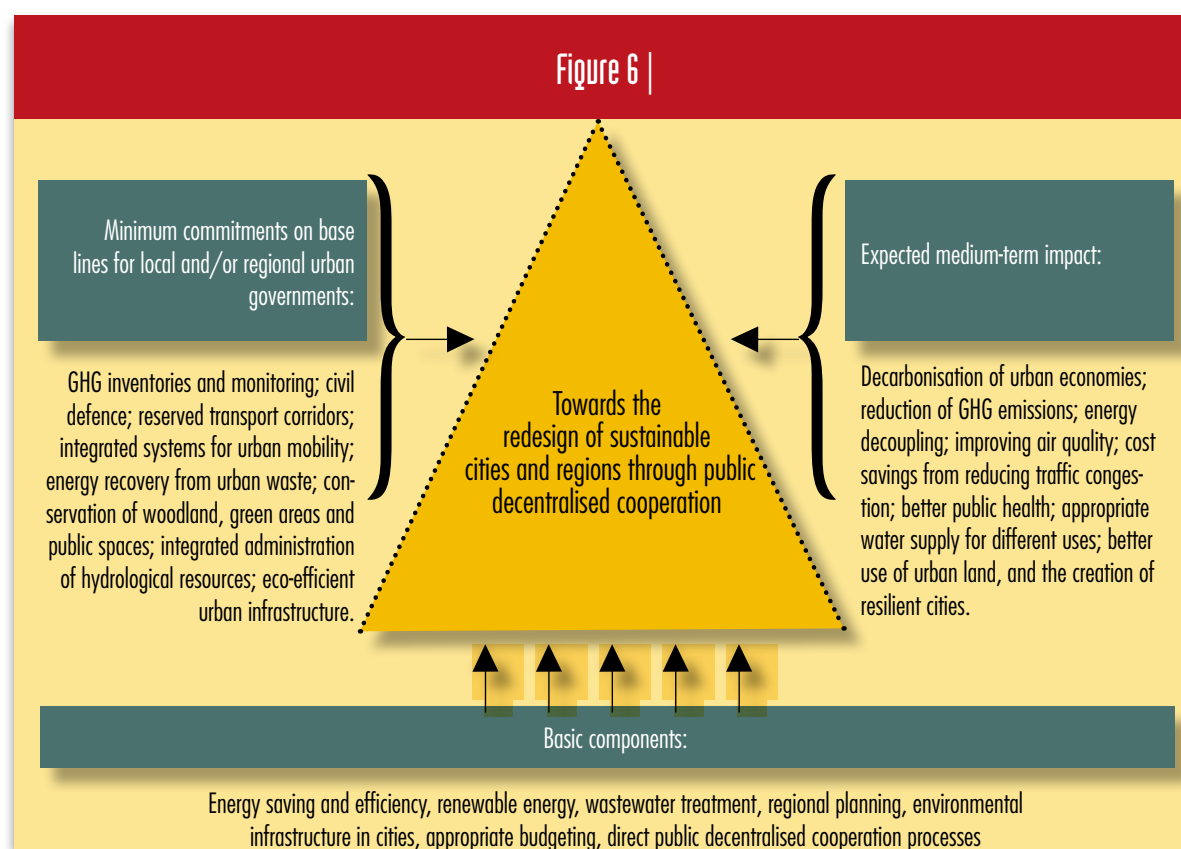 Figure 6 |
Minimum commitments on base
lines for local and/or regional urban
governments:
GHG inventories and monitoring; civil
defence; reserved transport corridors;
integrated systems for urban mobility;
energy recovery from urban waste; con-
servation of woodland, green areas and
public spaces; integrated administration
of hydrological resources; eco-efficient
urban infrastructure.
Towards the
redesign of sustainable
cities and regions through public
decentralised cooperation
Expected medium-term impact:
Decarbonisation of urban economies;
reduction of GHG emissions; energy
decoupling; improving air quality; cost
savings from reducing traffic conges-
tion; better public health; appropriate
water supply for different uses; better
use of urban land, and the creation of
resilient cities.
Basic components:
Energy saving and efficiency, renewable energy, wastewater treatment, regional planning, environmental
infrastructure in cities, appropriate budgeting, direct public decentralised cooperation processes